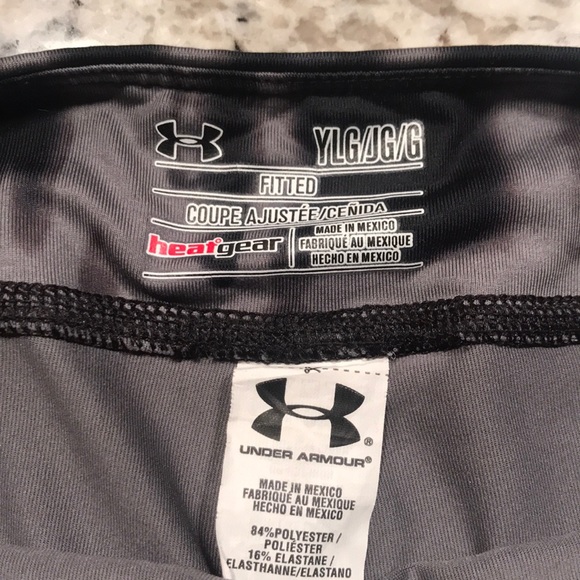 YLG/JG/G
FITTED
COUPE AJUSTÉE/CEÑIDA
heatgear
MADE IN MEXICO
FABRIQUÉ AU MEXIQUE
HECHO EN MEXICO
UNDER ARMOUR®
MADE IN MEXICO
FABRIQUÉ AU MEXIQUE
HECHO EN MEXICO
84%POLYESTER/
POLIÉSTER
16% ELASTANE/
ELASTHANNE/ELASTANO